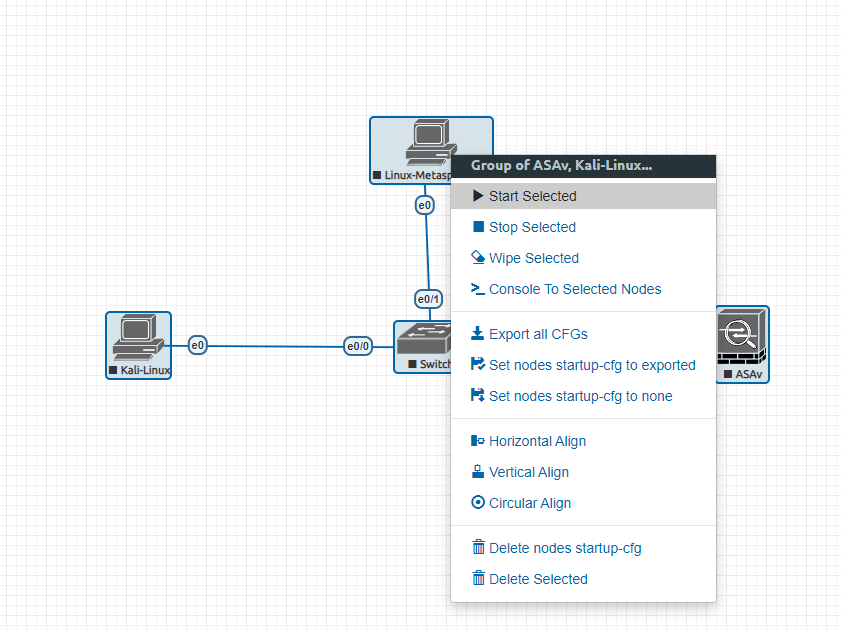 Linux-Metasp
Group of ASAv, Kali-Linux...
Start Selected
e0
Stop Selected
Wipe Selected
Console To Selected Nodes
e0/1
Export all CFGs
Kali-Linux
e0
e0/0
Switch
Set nodes startup-cfg to exported
ASAv
Set nodes startup-cfg to none
Horizontal Align
Vertical Align
Circular Align
Delete nodes startup-cfg
Delete Selected